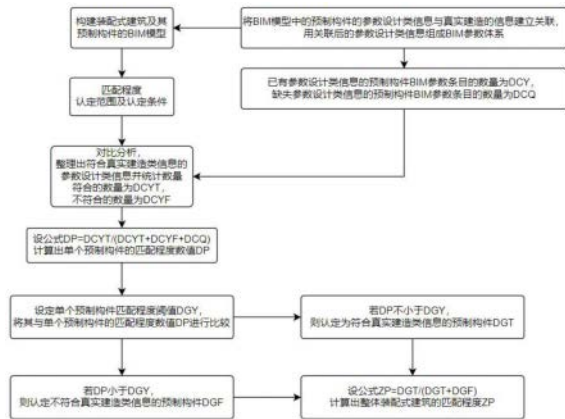 构建装配式建筑及其
预制构件的BIM模型
将BIM模型中的预制构件的参数设计类信息与真实建造的信息建立关联,
用关联后的参数设计类信息组成BIM参数体系
匹配程度
认定范围及认定条件
已有参数设计类信息的预制构件BIM参数条目的数量为DCY,
缺失参数设计类信息的预制构件BIM参数条目的数量为DCQ
对比分析,
整理出符合真实建造类信息的
参数设计类信息并统计数量
符合的数量为DCYT,
不符合的数量为DCYF
设公式DP=DCYT/(DCYT+DCYF+DCQ)
计算出单个预制构件的匹配程度数值DP
设定单个预制构件匹配程度阈值DGY,
将其与单个预制构件的匹配程度数值DP进行比较
若DP不小于DGY,
则认定为符合真实建造类信息的预制构件DGT
若DP小于DGY,
则认定不符合真实建造类信息的预制构件DGF
设公式ZP=DGT/(DGT+DGF)
计算出整体装配式建筑的匹配程度ZP